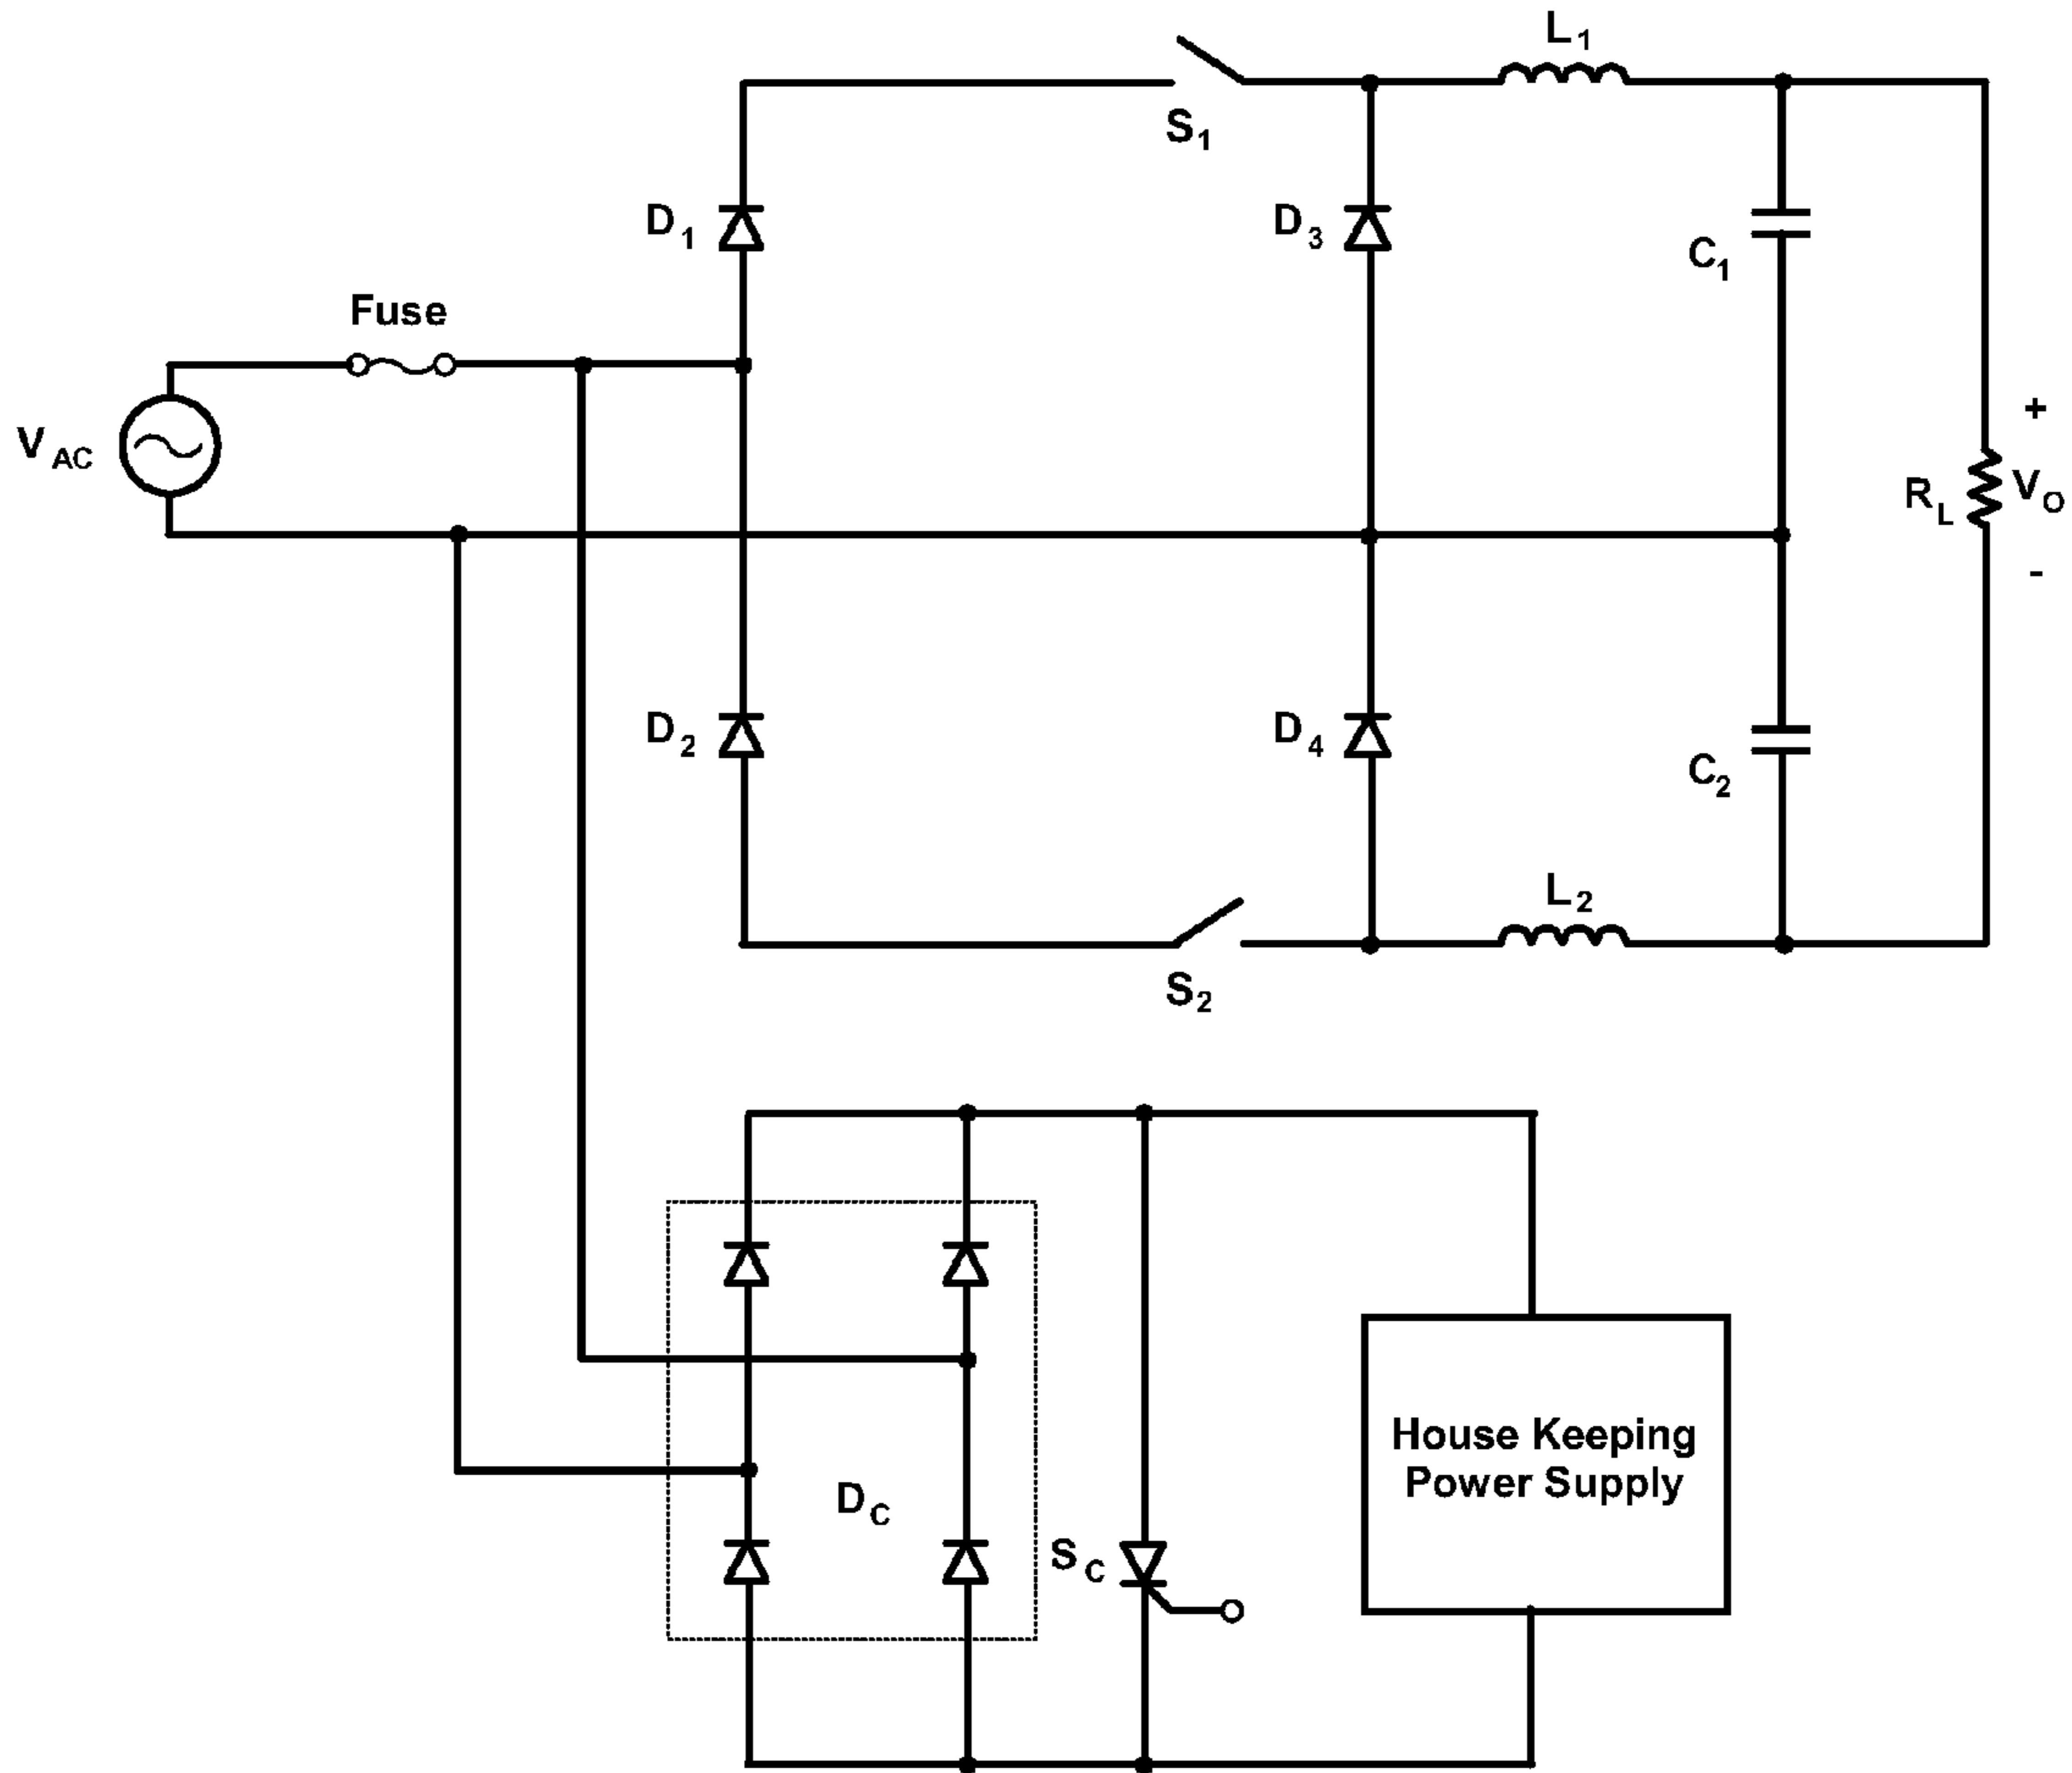 L1
S1
D1
D3
C1
Fuse
VAC
+
RL
VO
-
D2
D4
C2
L2
S2
House Keeping
Power Supply
DC
SC